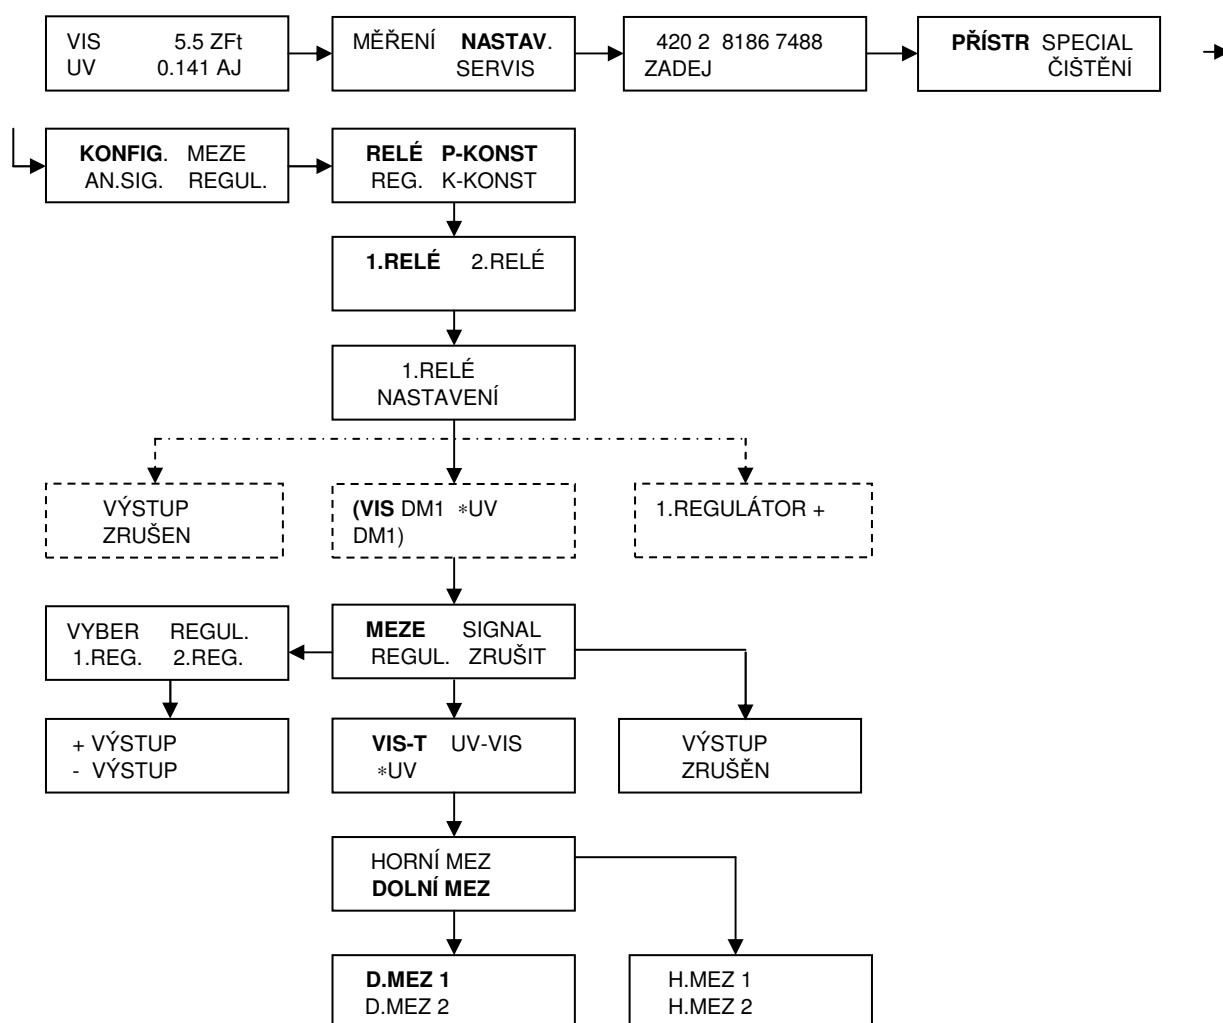 VIS 5.5 ZFt
UV 0.141 AJ
MĚŘENÍ NASTAV.
SERVIS
420 2 8186 7488
ZADEJ
PŘÍSTR SPECIAL
ČIŠTĚNÍ
KONFIG. MEZE
AN.SIG. REGUL.
RELÉ P-KONST
REG. K-KONST
1.RELÉ 2.RELÉ
1.RELÉ
NASTAVENÍ
VÝSTUP
ZRUŠEN
(VIS DM1 *UV
DM1)
1.REGULÁTOR +
VYBER REGUL.
1.REG. 2.REG.
MEZE SIGNAL
REGUL. ZRUŠIT
+ VÝSTUP
- VÝSTUP
VIS-T UV-VIS
*UV
VÝSTUP
ZRUŠĚN
HORNÍ MEZ
DOLNÍ MEZ
D.MEZ 1
D.MEZ 2
H.MEZ 1
H.MEZ 2